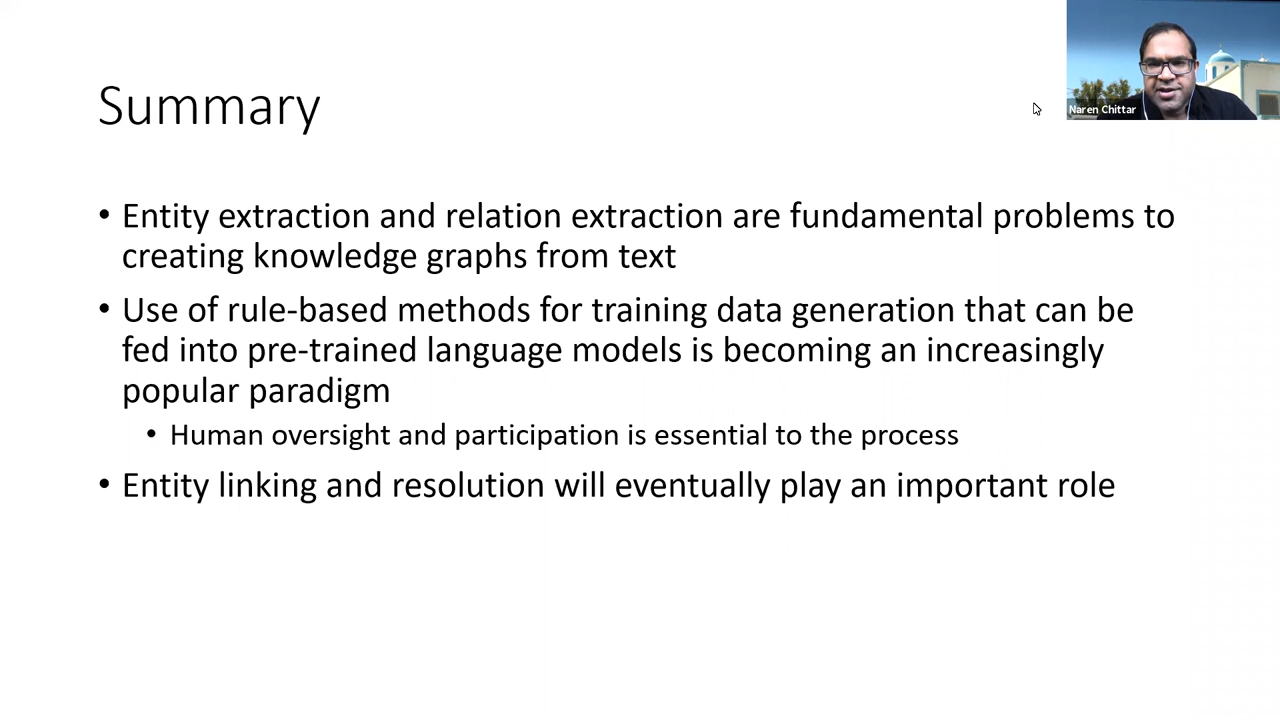 Summary
Naren Chittar
• Entity extraction and relation extraction are fundamental problems to
creating knowledge graphs from text
• Use of rule-based methods for training data generation that can be
fed into pre-trained language models is becoming an increasingly
popular paradigm
• Human oversight and participation is essential to the process
• Entity linking and resolution will eventually play an important role